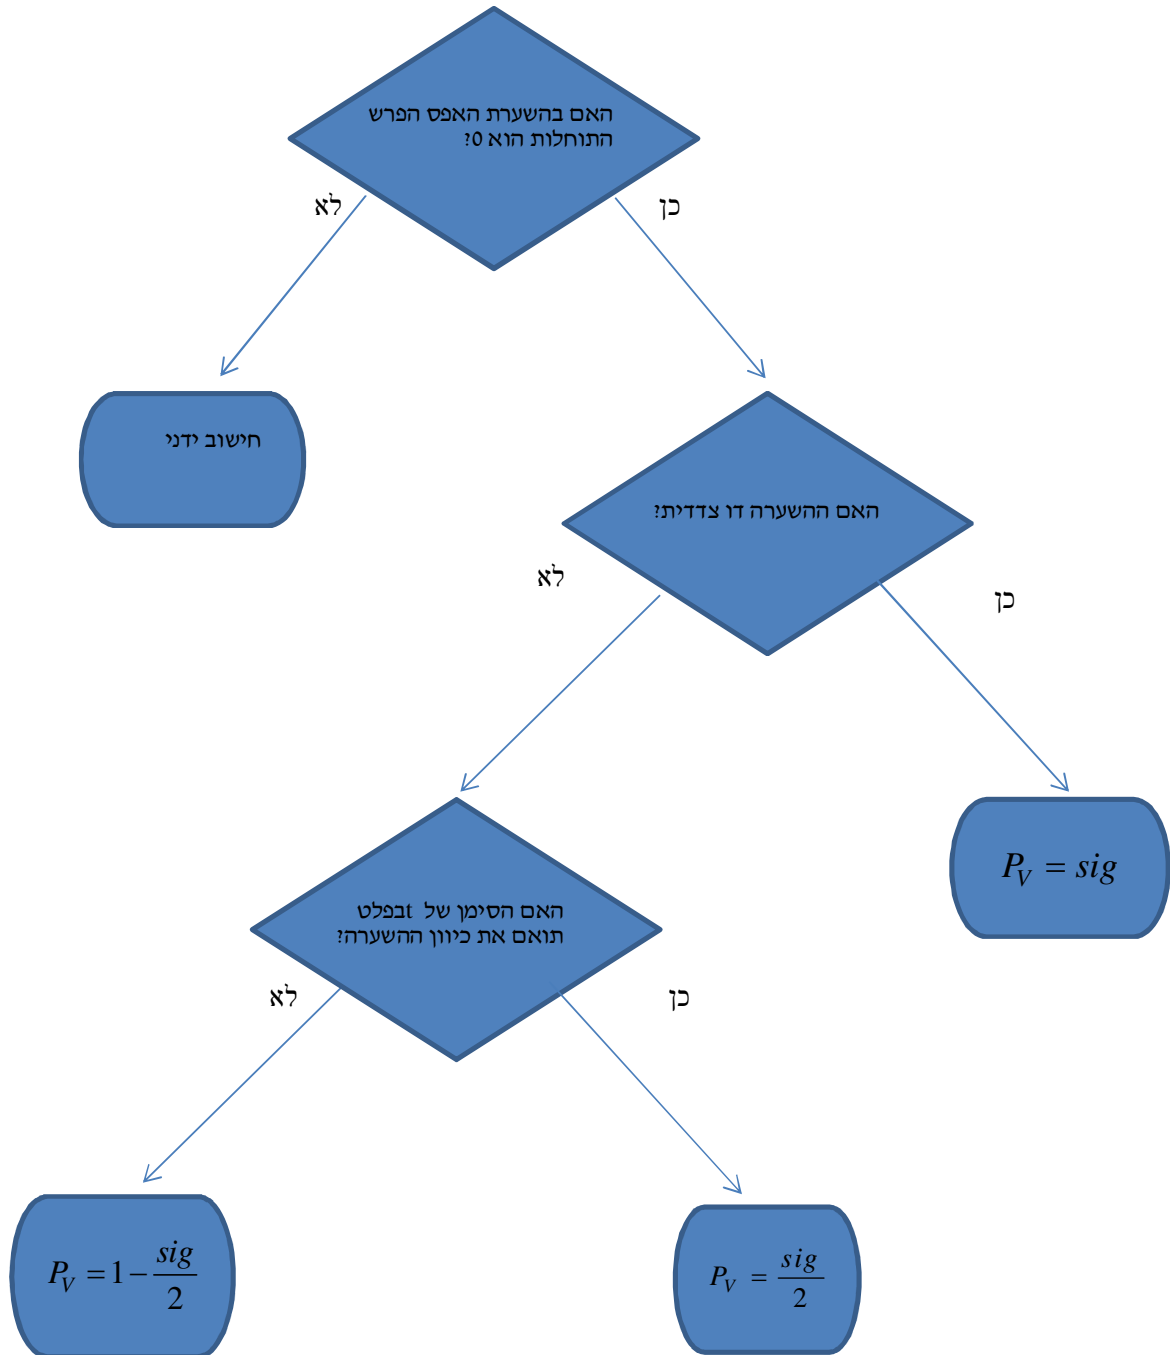 האם בהשערת האפס הפרש
התוחלות הוא 0?
לא
כן
חישוב ידני
האם ההשערה דו צדדית?
לא
כן
P_V = sig
האם הסימן של tבפלט
תואם את כיוון ההשערה?
לא
כן
P_V = 1 - sig/2
P_V = sig/2